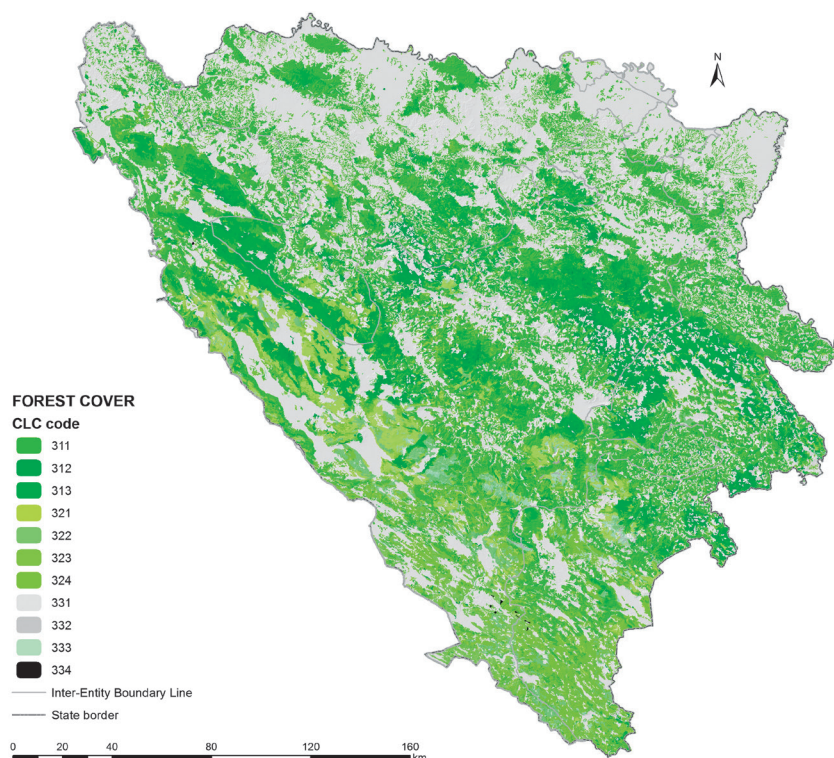 N
FOREST COVER
CLC code
311
312
313
321
322
323
324
331
332
333
334
Inter-Entity Boundary Line
State border
0 20 40 80 120 160
km